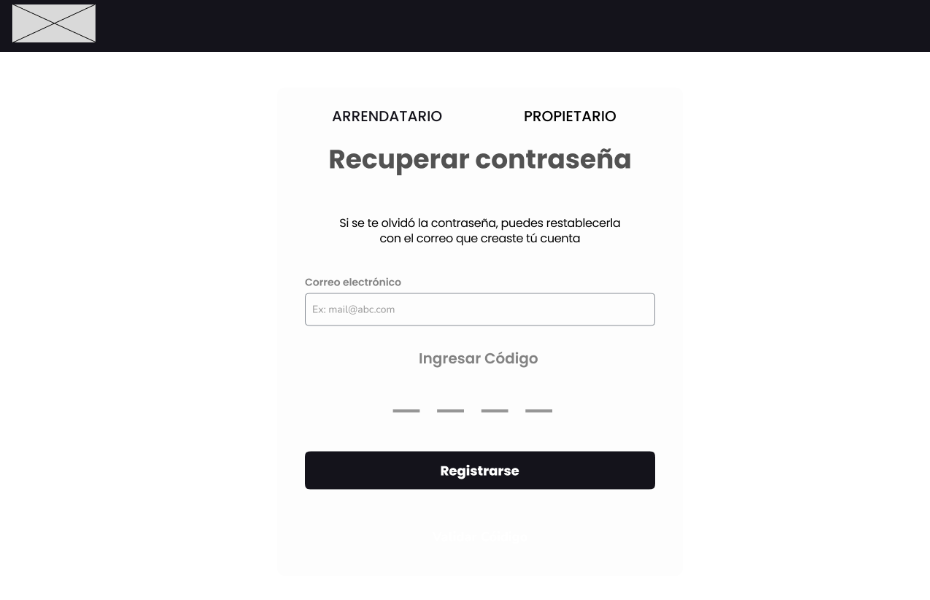 ARRENDATARIO PROPIETARIO
Recuperar contraseña
Si se te olvidó la contraseña, puedes restablecerla
con el correo que creaste tú cuenta
Correo electrónico
Ex: mail@abc.com
Ingresar Código
Registrarse